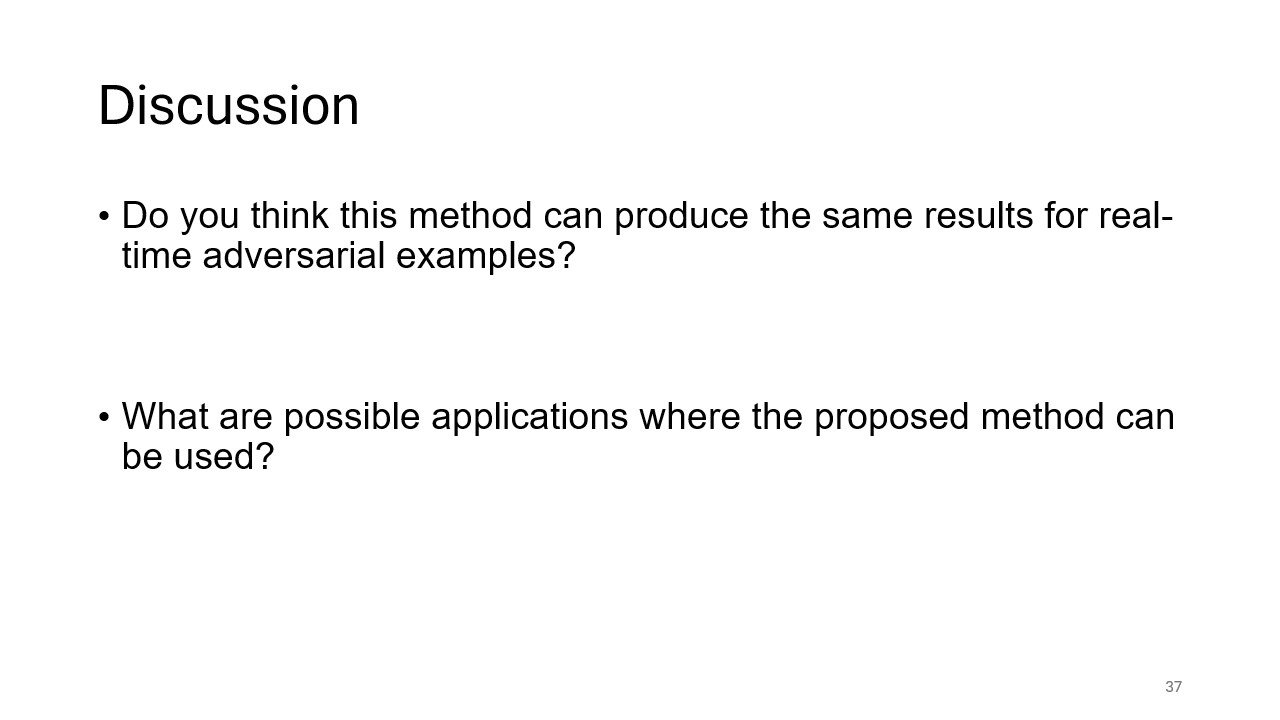 Discussion
• Do you think this method can produce the same results for real-
time adversarial examples?
• What are possible applications where the proposed method can
be used?
37